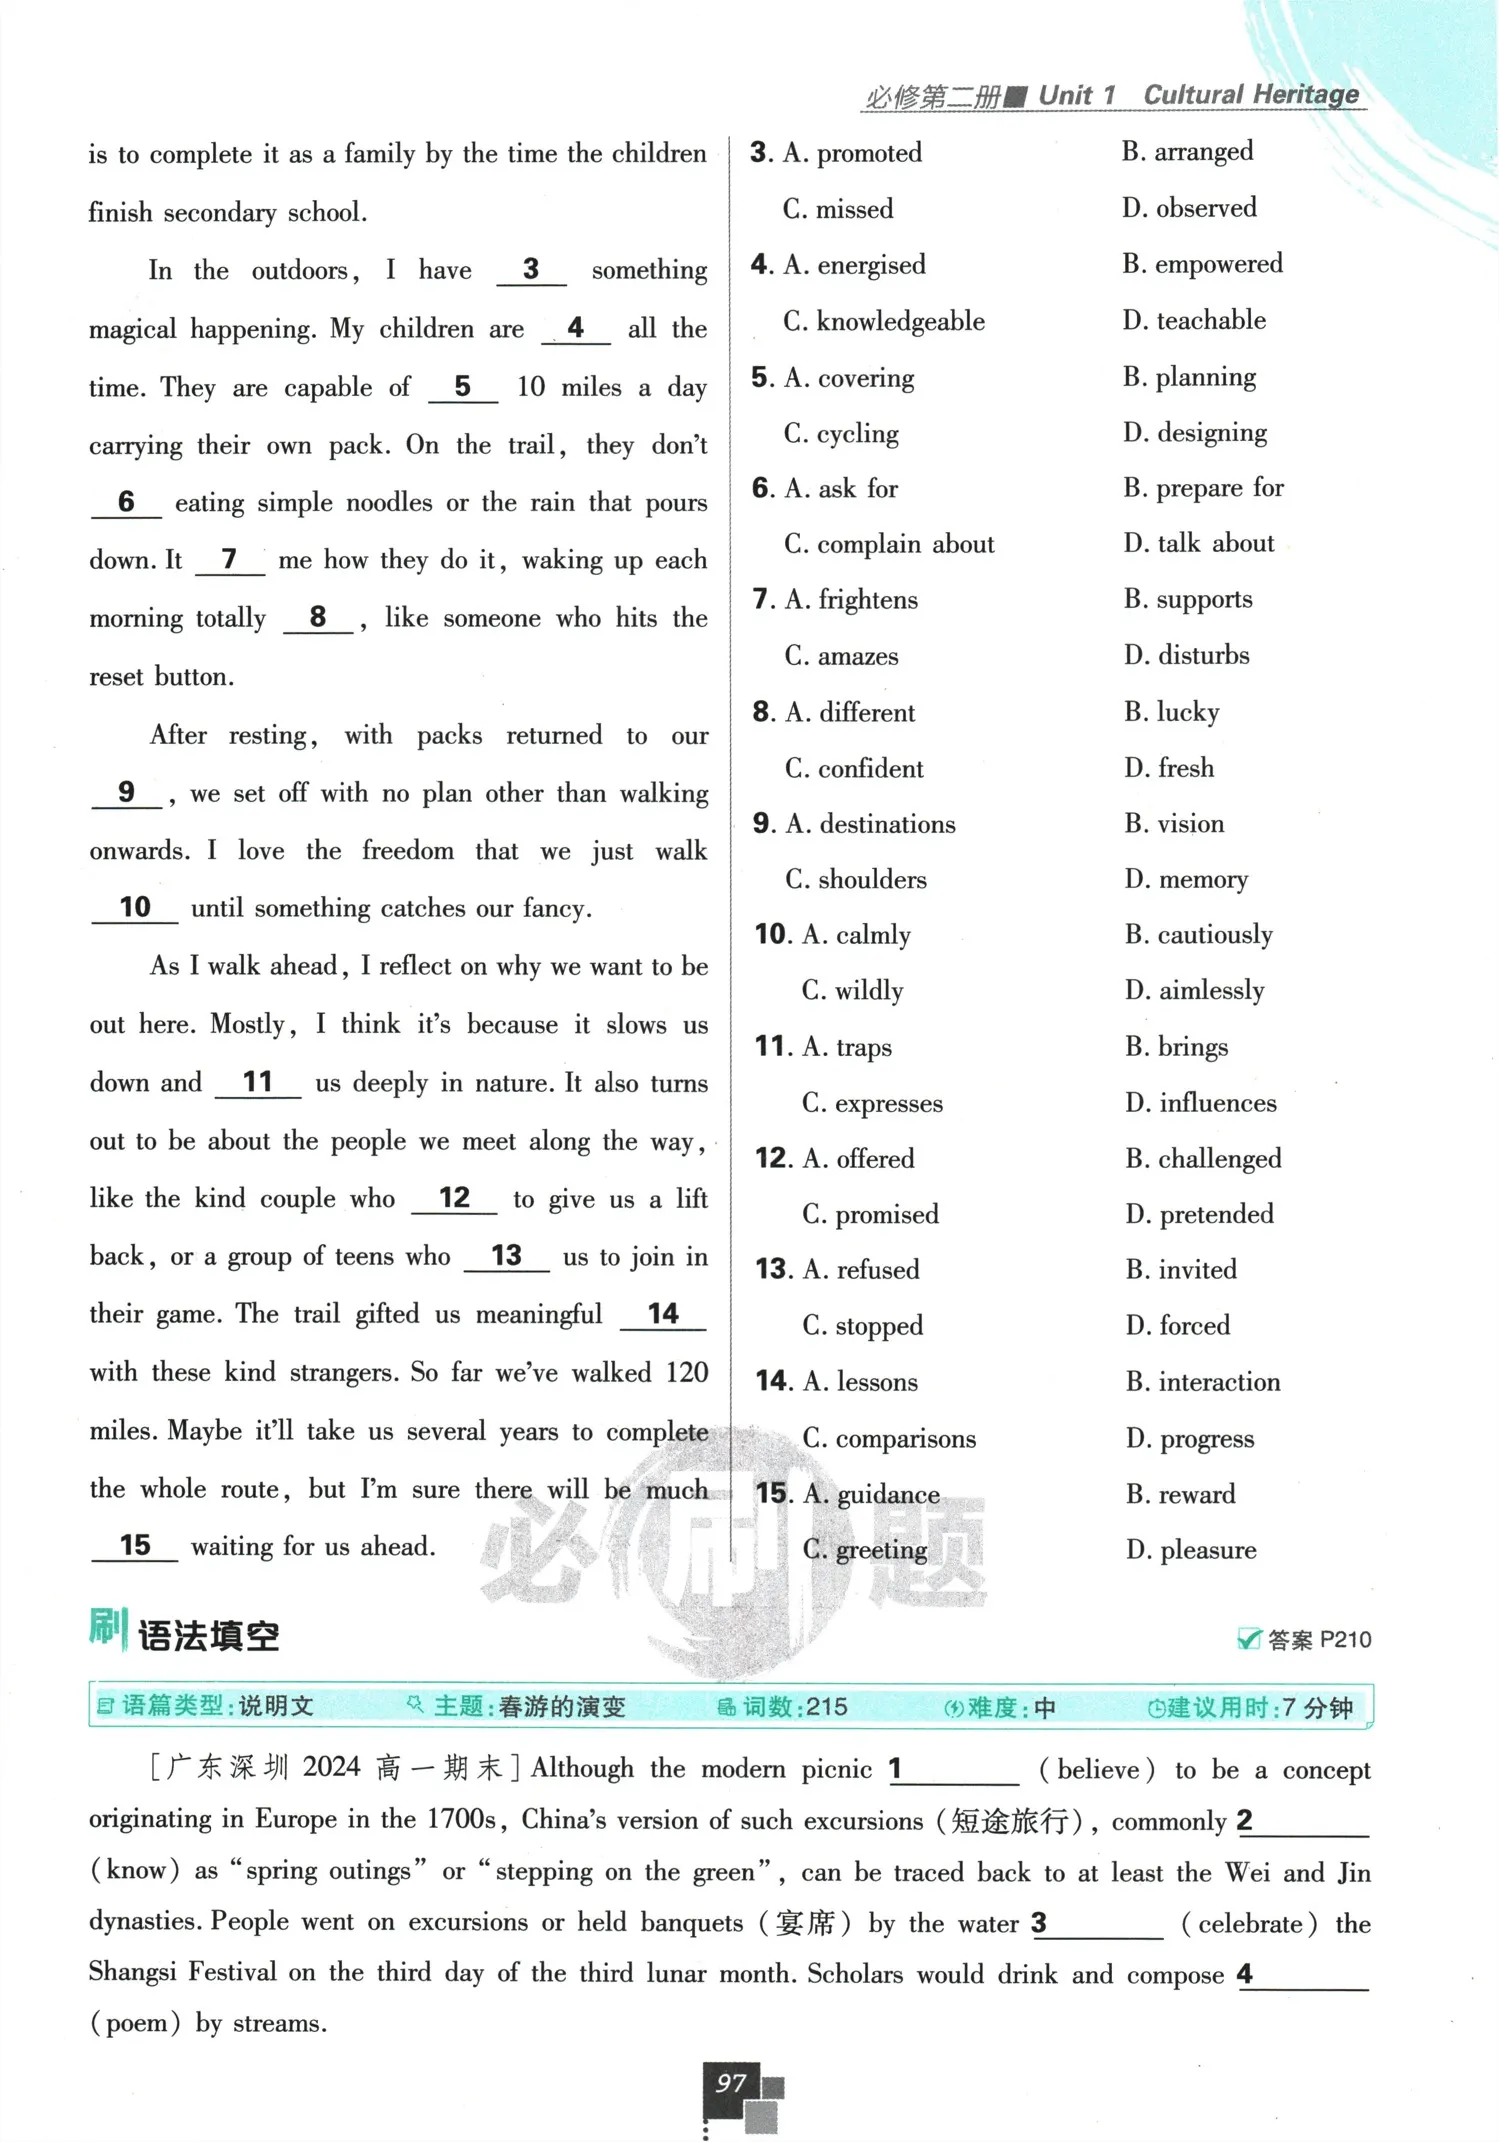 必修第二册■ Unit 1 Cultural Heritage
is to complete it as a family by the time the children
finish secondary school.
In the outdoors, I have 3 something
magical happening. My children are 4 all the
time. They are capable of 5 10 miles a day
carrying their own pack. On the trail, they don't
6 eating simple noodles or the rain that pours
down. It 7 me how they do it, waking up each
morning totally 8 , like someone who hits the
reset button.
After resting, with packs returned to our
9 , we set off with no plan other than walking
onwards. I love the freedom that we just walk
10 until something catches our fancy.
As I walk ahead, I reflect on why we want to be
out here. Mostly, I think it's because it slows us
down and 11 us deeply in nature. It also turns
out to be about the people we meet along the way,
like the kind couple who 12 to give us a lift
back, or a group of teens who 13 us to join in
their game. The trail gifted us meaningful 14
with these kind strangers. So far we've walked 120
miles. Maybe it'll take us several years to complete
the whole route, but I'm sure there will be much
15 waiting for us ahead.
3. A. promoted B. arranged
C. missed D. observed
4. A. energised B. empowered
C. knowledgeable D. teachable
5. A. covering B. planning
C. cycling D. designing
6. A. ask for B. prepare for
C. complain about D. talk about
7. A. frightens B. supports
C. amazes D. disturbs
8. A. different B. lucky
C. confident D. fresh
9. A. destinations B. vision
C. shoulders D. memory
10. A. calmly B. cautiously
C. wildly D. aimlessly
11. A. traps B. brings
C. expresses D. influences
12. A. offered B. challenged
C. promised D. pretended
13. A. refused B. invited
C. stopped D. forced
14. A. lessons B. interaction
C. comparisons D. progress
15. A. guidance B. reward
C. greeting D. pleasure
必刷题
刷 语法填空 答案 P210
语篇类型:说明文 主题:春游的演变 词数:215 难度:中 建议用时:7 分钟
[广东深圳 2024 高一期末] Although the modern picnic 1 (believe) to be a concept
originating in Europe in the 1700s, China's version of such excursions (短途旅行), commonly 2
(know) as “spring outings” or “stepping on the green”, can be traced back to at least the Wei and Jin
dynasties. People went on excursions or held banquets (宴席) by the water 3 (celebrate) the
Shangsi Festival on the third day of the third lunar month. Scholars would drink and compose 4
(poem) by streams.
97